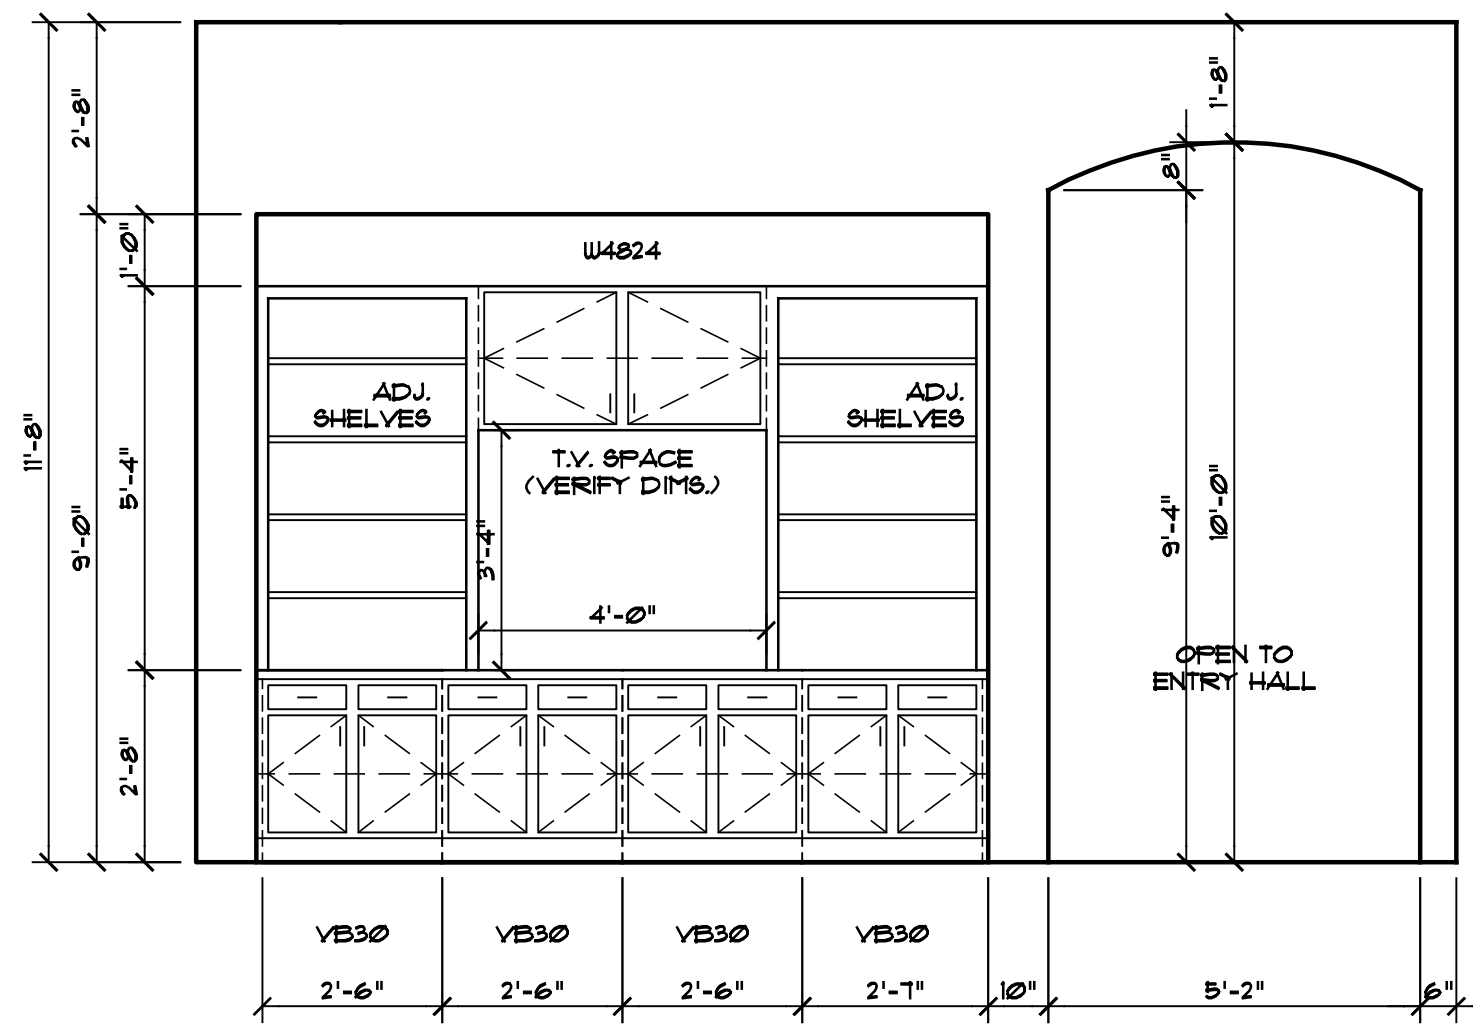 1'-8"
2'-8"
8"
1'-0"
W4824
ADJ.
SHELVES
ADJ.
SHELVES
11'-8"
5'-4"
T.V. SPACE
(VERIFY DIMS.)
9'-0"
3'-4"
9'-4"
10'-0"
4'-0"
OPEN TO
ENTRY HALL
2'-8"
VB30 VB30 VB30 VB30
2'-6" 2'-6" 2'-6" 2'-7" 10" 5'-2" 6"